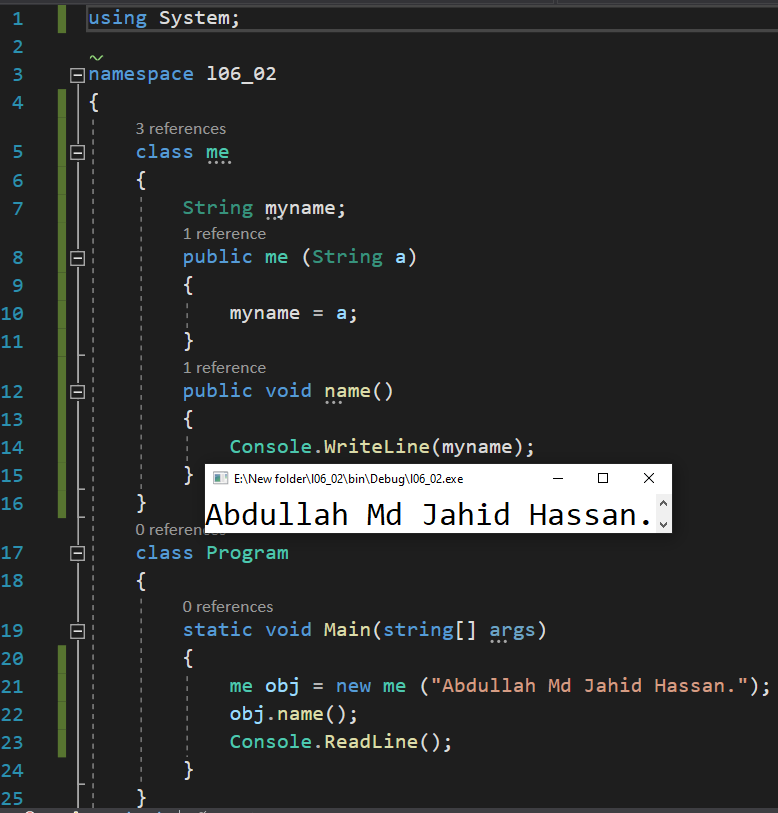 1 using System;
2
3 namespace l06_02
4 {
3 references
5 class me
6 {
7 String myname;
1 reference
8 public me (String a)
9 {
10 myname = a;
11 }
1 reference
12 public void name()
13 {
14 Console.WriteLine(myname);
15 }
E:\New folder\l06_02\bin\Debug\l06_02.exe
16 }
Abdullah Md Jahid Hassan.
0 references
17 class Program
18 {
0 references
19 static void Main(string[] args)
20 {
21 me obj = new me ("Abdullah Md Jahid Hassan.");
22 obj.name();
23 Console.ReadLine();
24 }
25 }